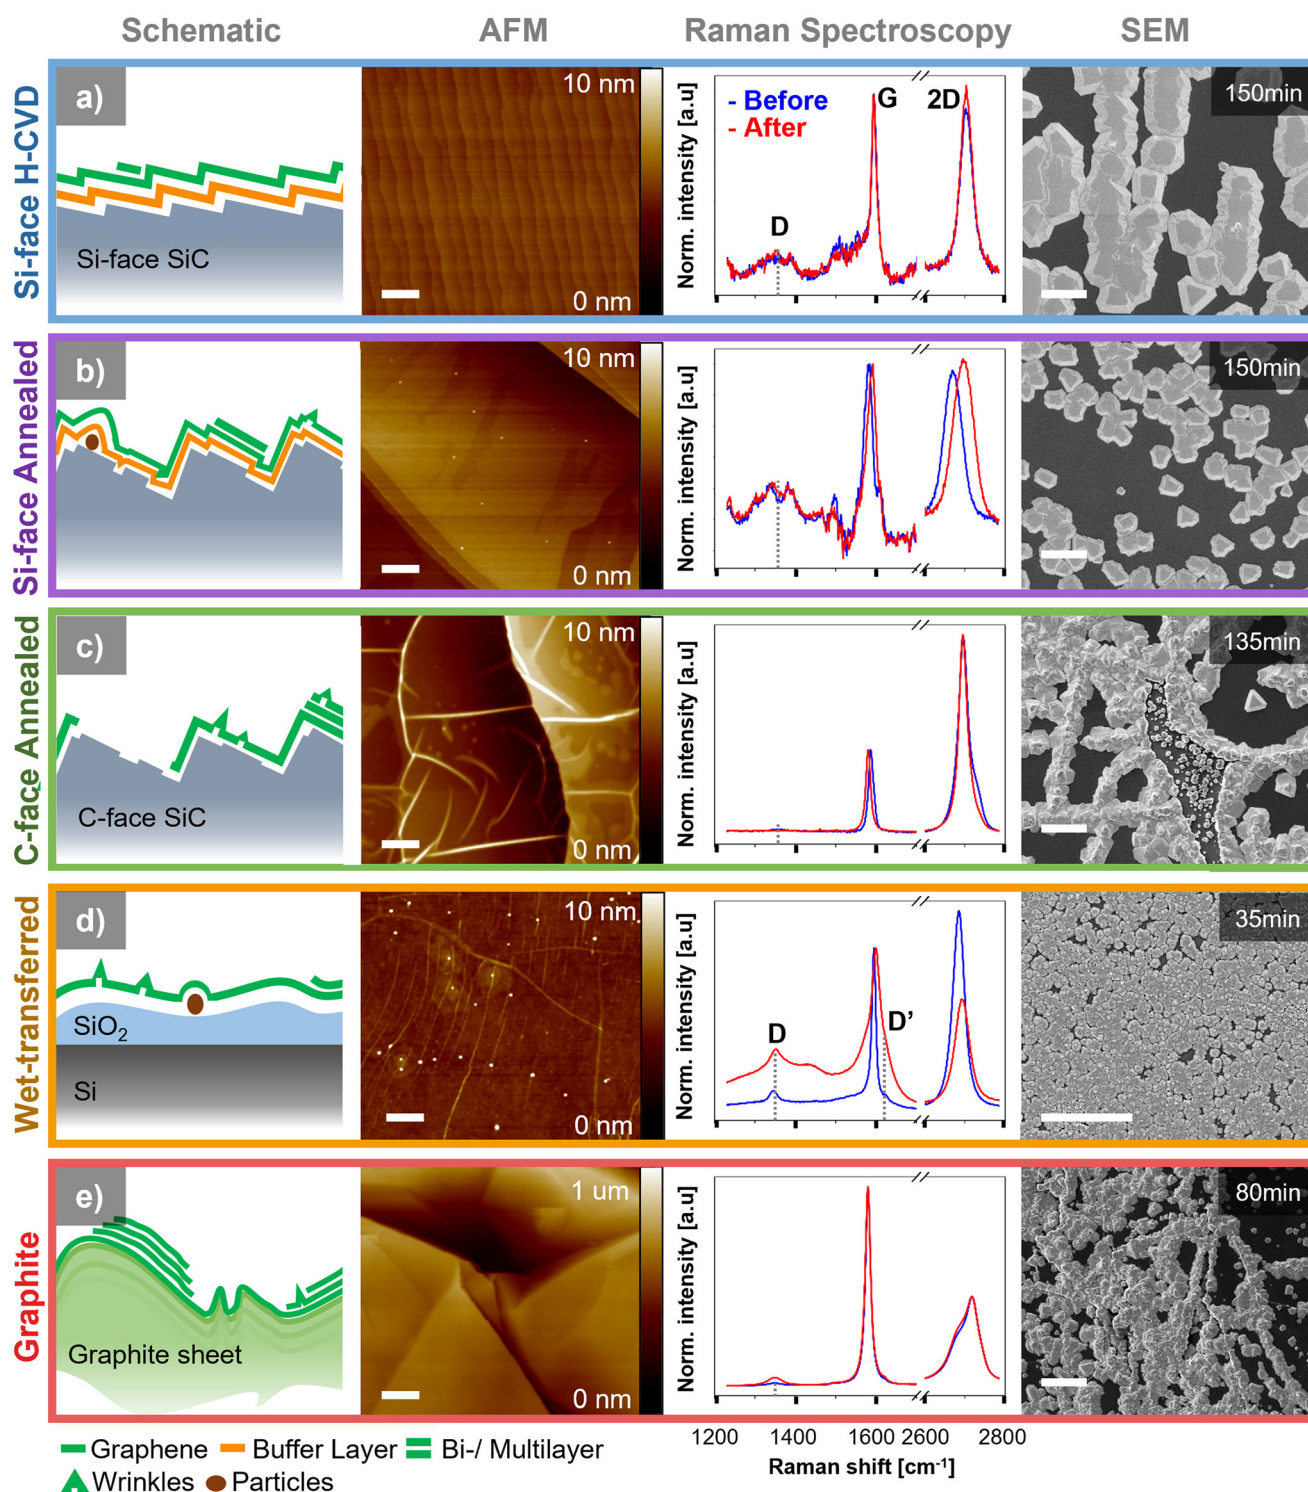 Schematic AFM Raman Spectroscopy SEM
Si-face H-CVD
a)
Si-face SiC
10 nm
0 nm
Norm. intensity [a.u]
- Before
- After
D
G
2D
150min
Si-face Annealed
b)
10 nm
0 nm
Norm. intensity [a.u]
150min
C-face Annealed
c)
C-face SiC
10 nm
0 nm
Norm. intensity [a.u]
135min
Wet-transferred
d)
SiO₂
Si
10 nm
0 nm
Norm. intensity [a.u]
D
D’
35min
Graphite
e)
Graphite sheet
1 um
0 nm
Norm. intensity [a.u]
80min
1200 1400 1600 2600 2800
Raman shift [cm⁻¹]
Graphene Buffer Layer Bi-/ Multilayer
Wrinkles Particles